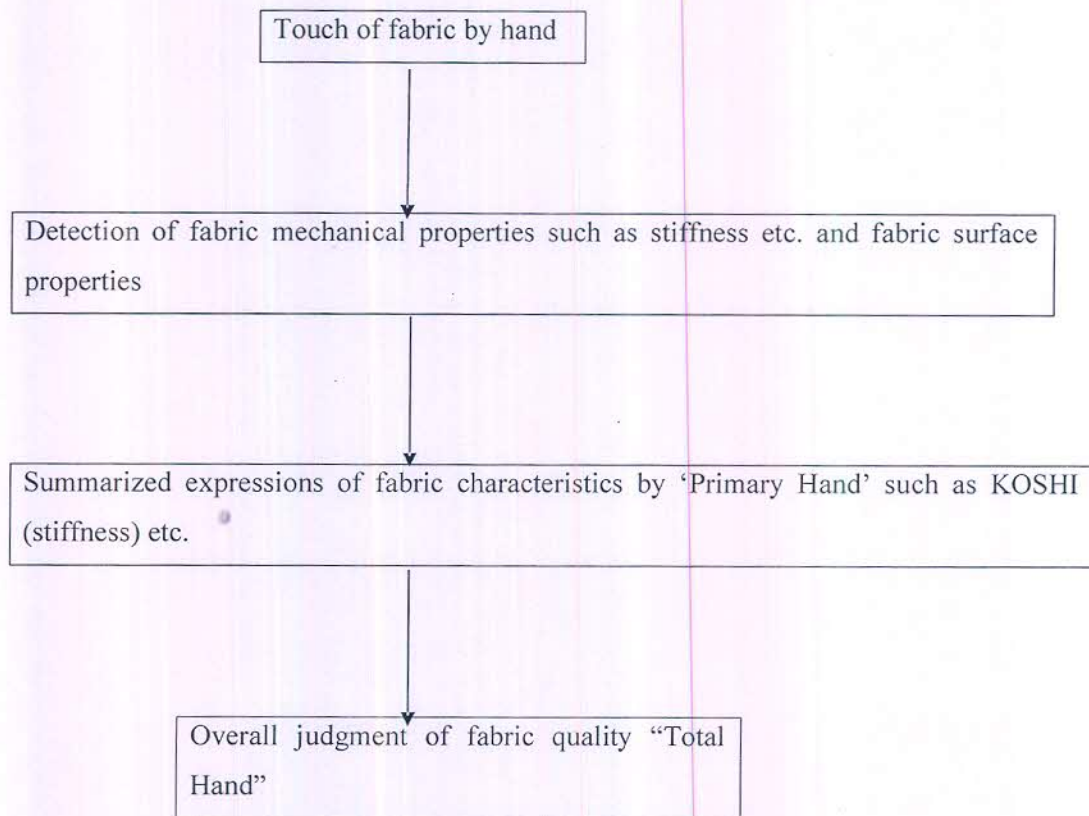 Touch of fabric by hand
Detection of fabric mechanical properties such as stiffness etc. and fabric surface
properties
Summarized expressions of fabric characteristics by ‘Primary Hand’ such as KOSHI
(stiffness) etc.
Overall judgment of fabric quality “Total
Hand”